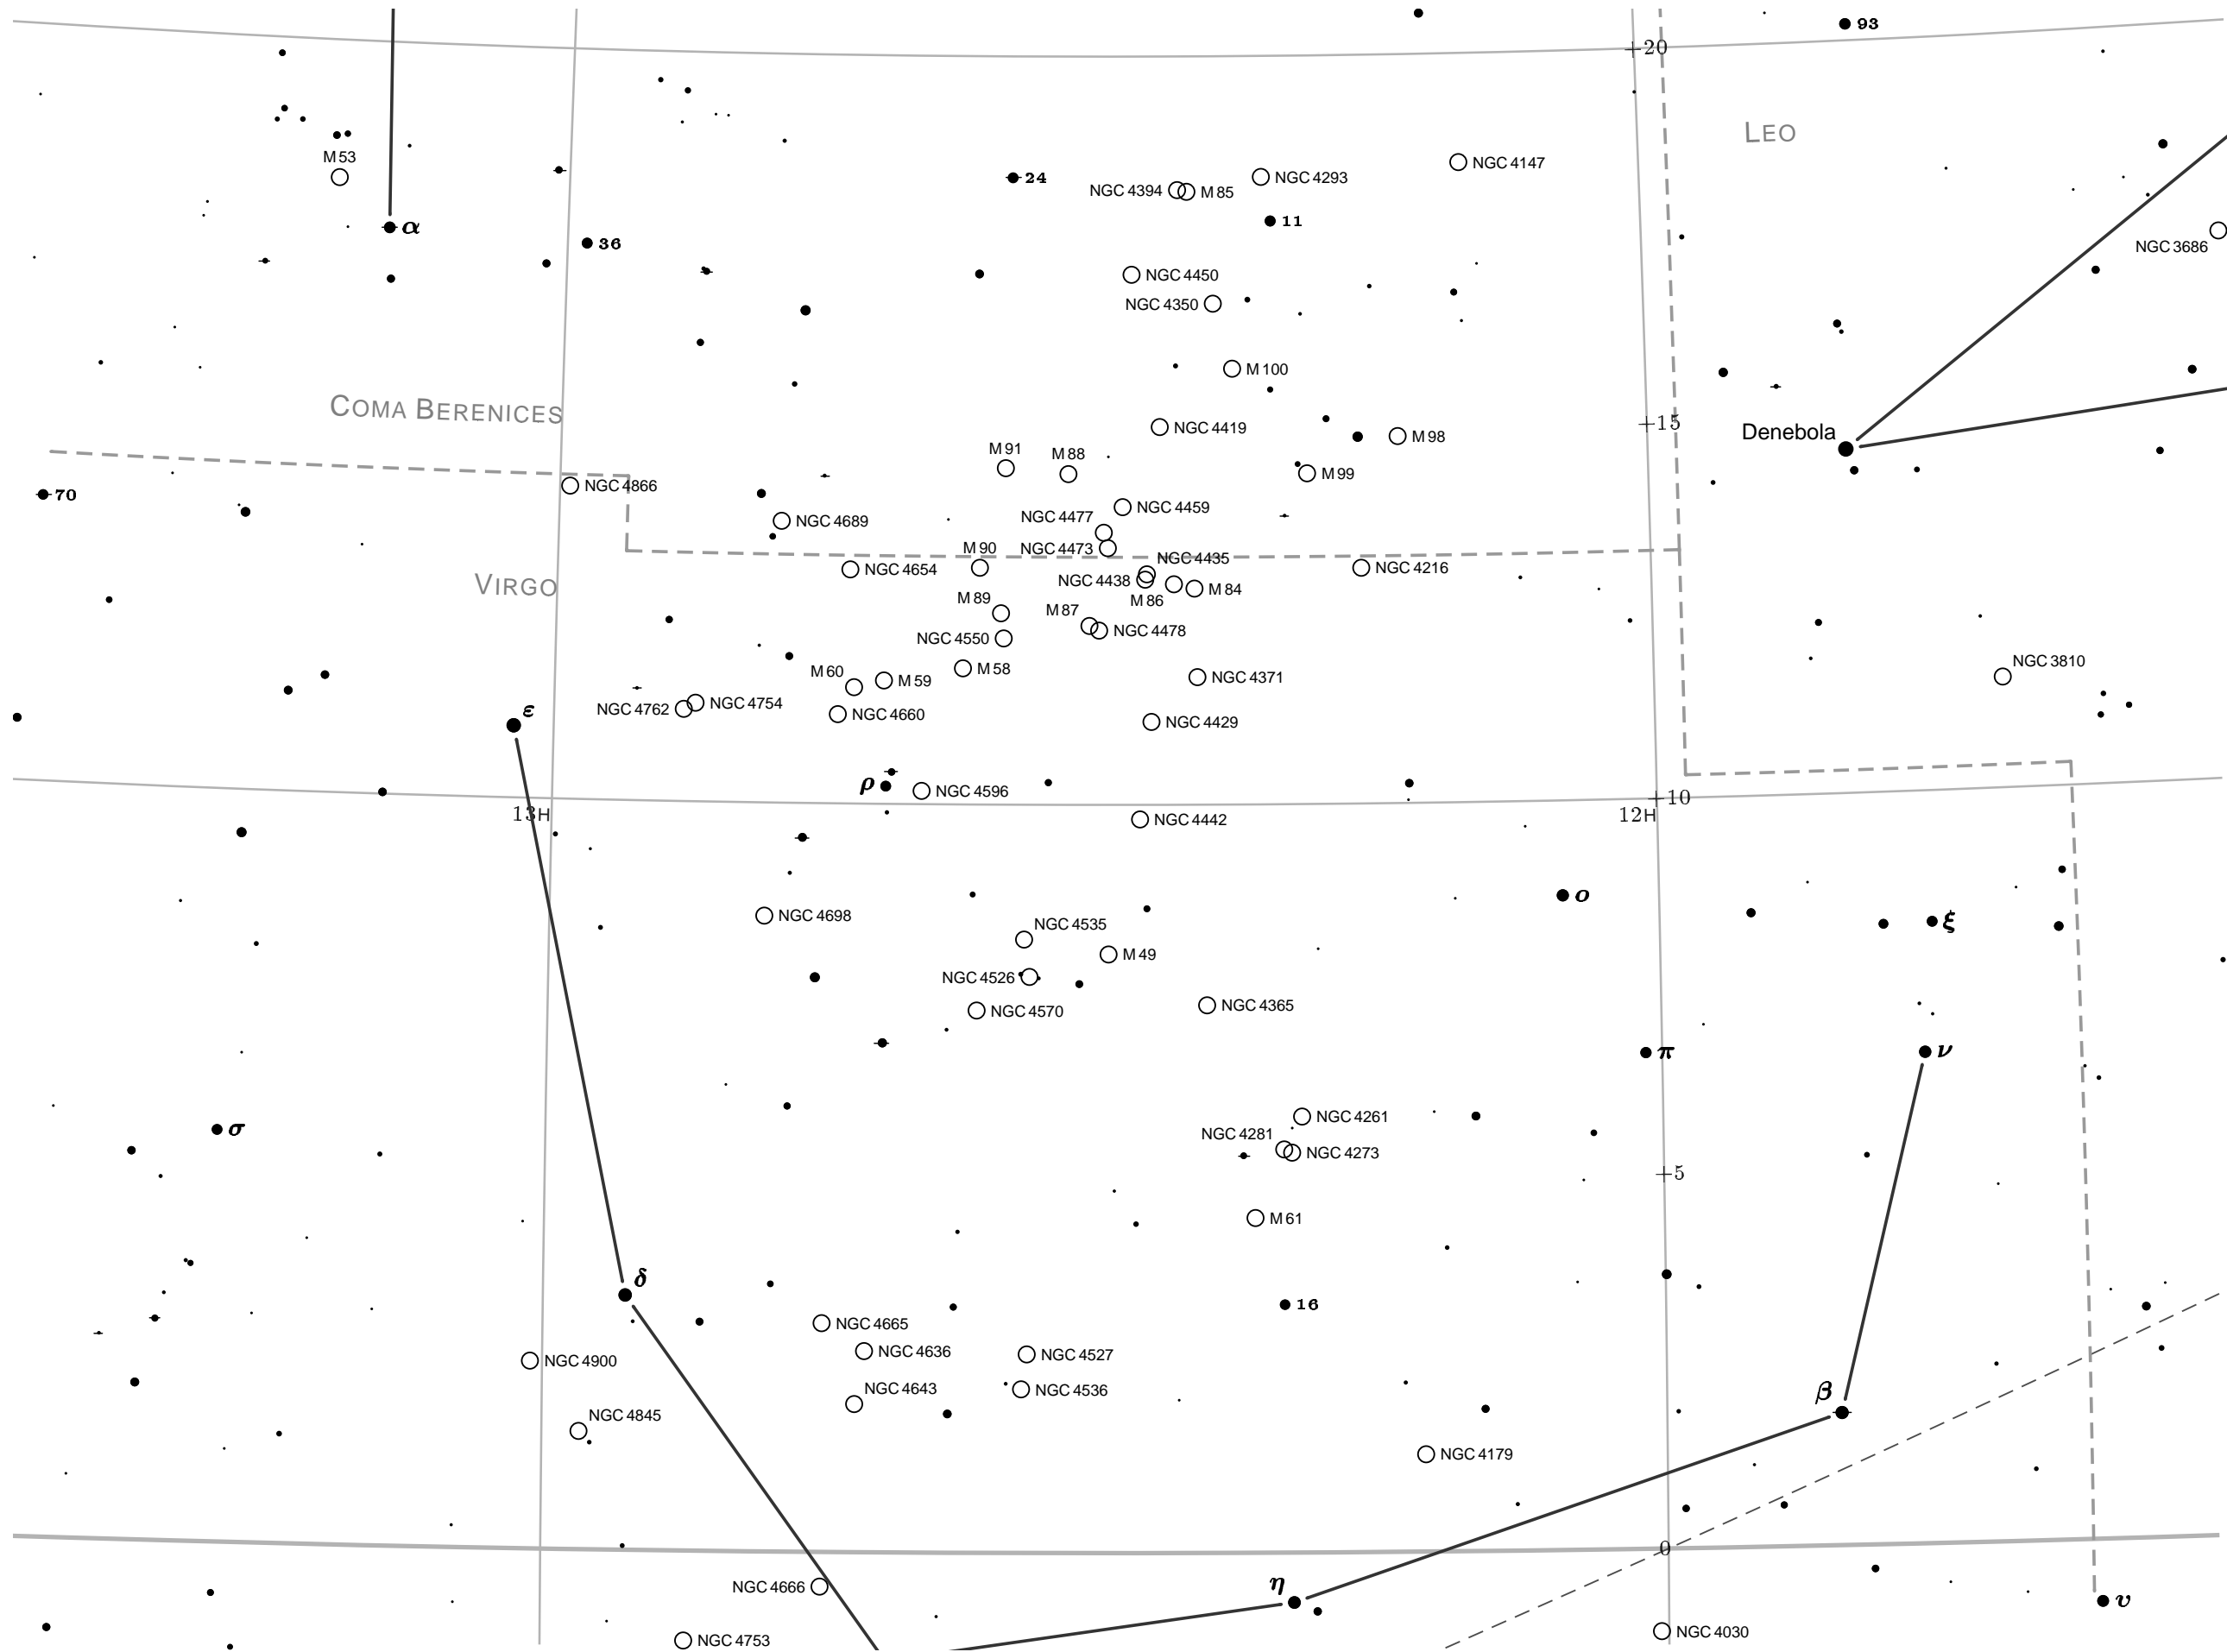 93
+20
LEO
M 53
NGC 4147
24
NGC 4293
NGC 4394
M 85
α
11
36
NGC 3686
NGC 4450
NGC 4350
M 100
COMA BERENICES
+15
Denebola
NGC 4419
M 98
M 91
M 88
M 99
NGC 4866
70
NGC 4459
NGC 4477
NGC 4689
M 90
NGC 4473
NGC 4435
NGC 4654
NGC 4216
NGC 4438
VIRGO
M 84
M 86
M 89
M 87
NGC 4478
NGC 4550
M 58
NGC 3810
M 60
M 59
NGC 4371
NGC 4754
NGC 4762
ε
NGC 4660
NGC 4429
ρ
NGC 4596
+10
13H
12H
NGC 4442
ο
NGC 4698
ξ
NGC 4535
M 49
NGC 4526
NGC 4365
NGC 4570
π
ν
NGC 4261
σ
NGC 4281
NGC 4273
+5
M 61
δ
16
NGC 4665
NGC 4636
NGC 4527
NGC 4900
NGC 4643
NGC 4536
β
NGC 4845
NGC 4179
0
NGC 4666
η
υ
NGC 4753
NGC 4030